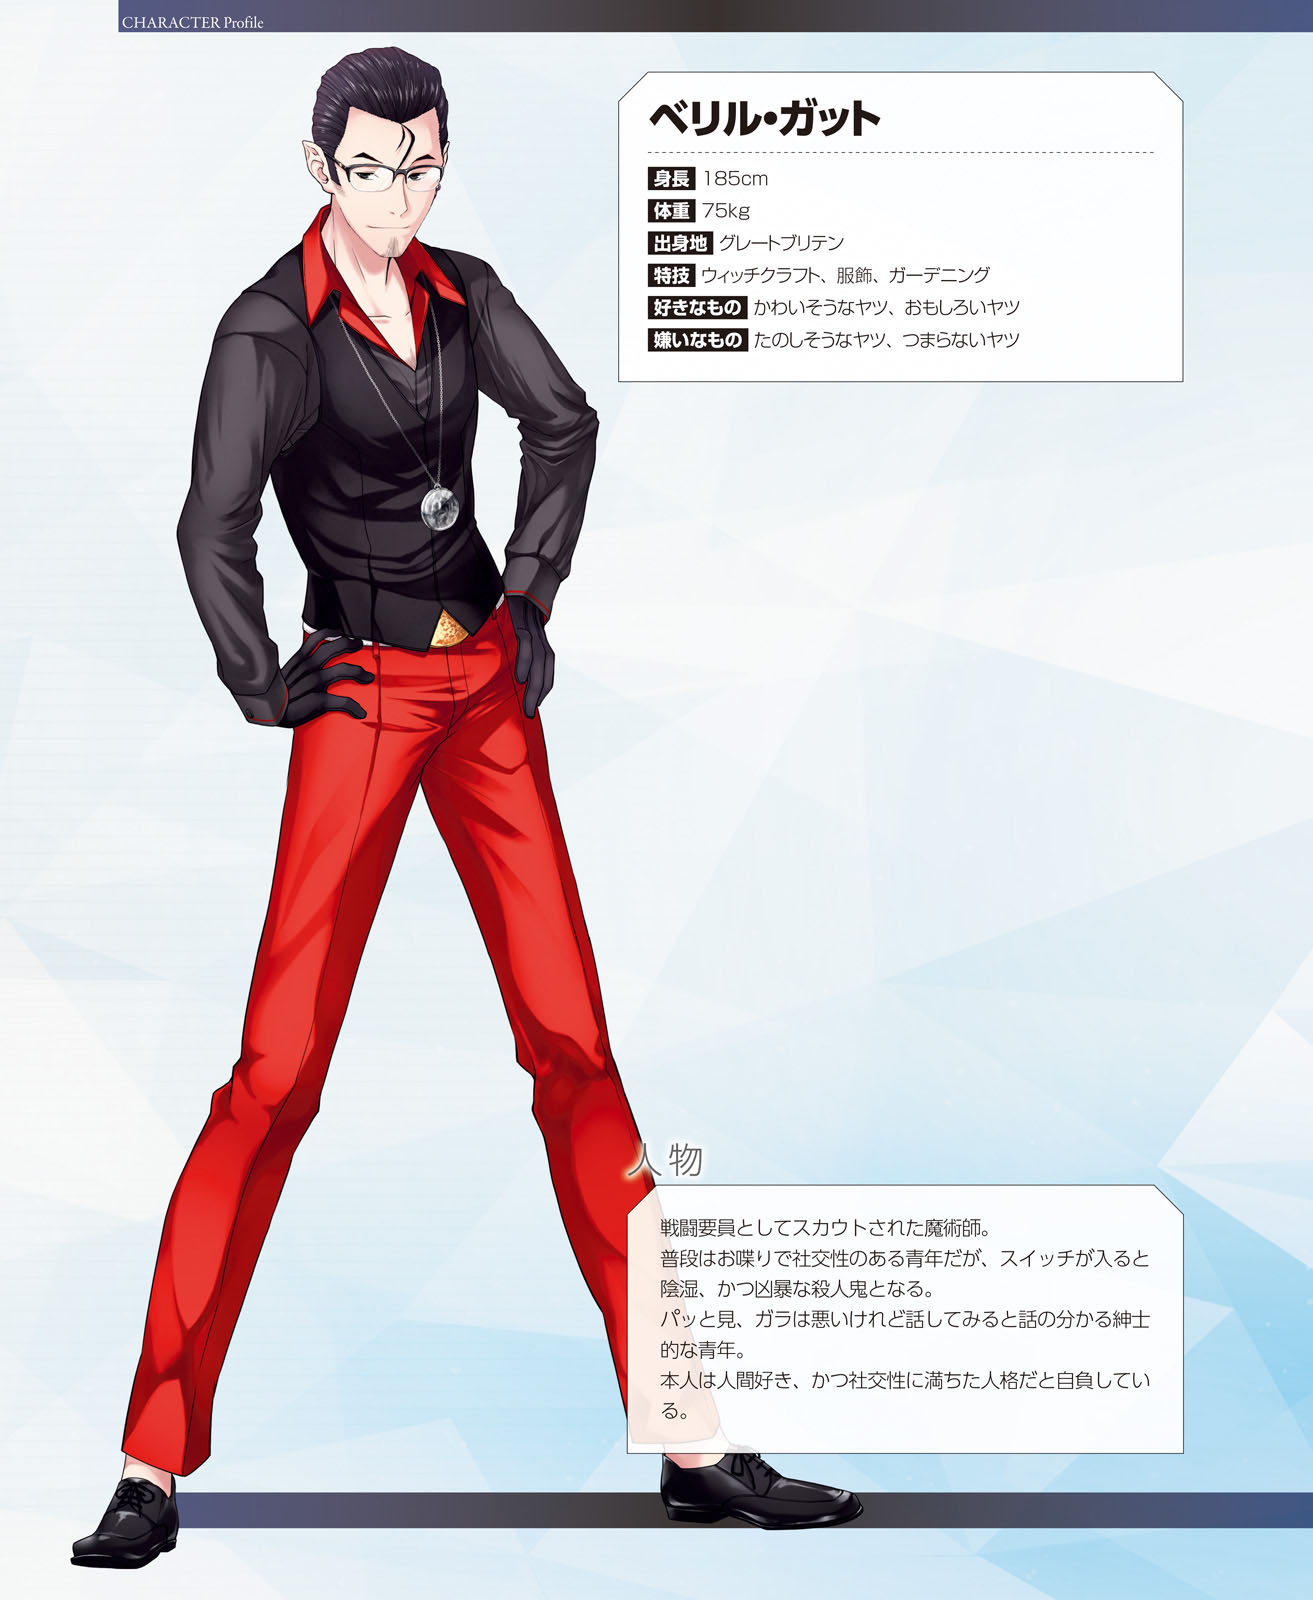 CHARACTER Profile
ベリル・ガット
身長 185cm
体重 75kg
出身地 グレートブリテン
特技 ウィッチクラフト、服飾、ガーデニング
好きなもの かわいそうなヤツ、おもしろいヤツ
嫌いなもの たのしそうなヤツ、つまらないヤツ
人物
戦闘要員としてスカウトされた魔術師。
普段はお喋りで社交性のある青年だが、スイッチが入ると
陰湿、かつ凶暴な殺人鬼となる。
パッと見、ガラは悪いけれど話してみると話の分かる紳士
的な青年。
本人は人間好き、かつ社交性に満ちた人格だと自負してい
る。